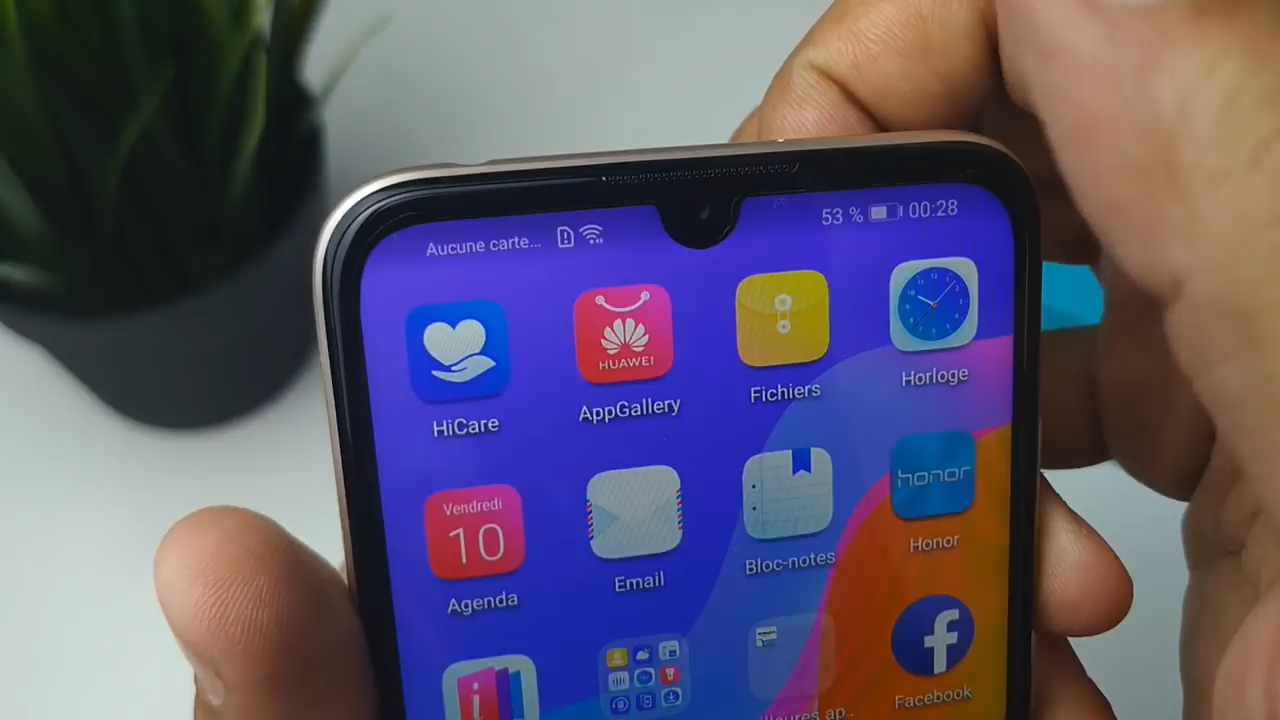 Aucune carte...
53 % 00:28
HUAWEI
HiCare
AppGallery
Fichiers
Horloge
Vendredi
10
honor
Agenda
Email
Bloc-notes
Honor
i
f
Facebook